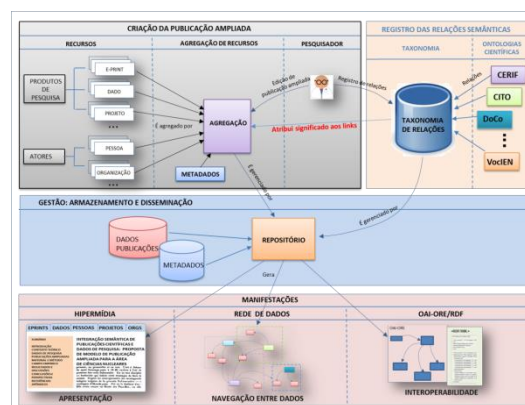 CRIAÇÃO DA PUBLICAÇÃO AMPLIADA
RECURSOS
AGREGAÇÃO DE RECURSOS
PESQUISADOR
PRODUTOS
DE
PESQUISA
E-PRINT
DADO
PROJETO
...
ATORES
PESSOA
ORGANIZAÇÃO
...
É agregado por
AGREGAÇÃO
METADADOS
Edição de
publicação ampliada
Registro de relações
Atribui significado aos links
REGISTRO DAS RELAÇÕES SEMÂNTICAS
TAXONOMIA
ONTOLOGIAS
CIENTÍFICAS
TAXONOMIA
DE RELAÇÕES
Relações
CERIF
CITO
DoCo
...
VocIEN
É gerenciado por
É gerenciado por
GESTÃO: ARMAZENAMENTO E DISSEMINAÇÃO
DADOS
PUBLICAÇÕES
METADADOS
REPOSITÓRIO
Gera
MANIFESTAÇÕES
HIPERMÍDIA
REDE DE DADOS
OAI-ORE/RDF
EPRINTS DADOS PESSOAS PROJETOS ORGS
INTEGRAÇÃO SEMÂNTICA DE
PUBLICAÇÕES CIENTÍFICAS E
DADOS DE PESQUISA: PROPOSTA
DE MODELO DE PUBLICAÇÃO
AMPLIADA PARA A ÁREA
DE CIÊNCIAS NUCLEARES
OAI-ORE
APRESENTAÇÃO
NAVEGAÇÃO ENTRE DADOS
INTEROPERABILIDADE